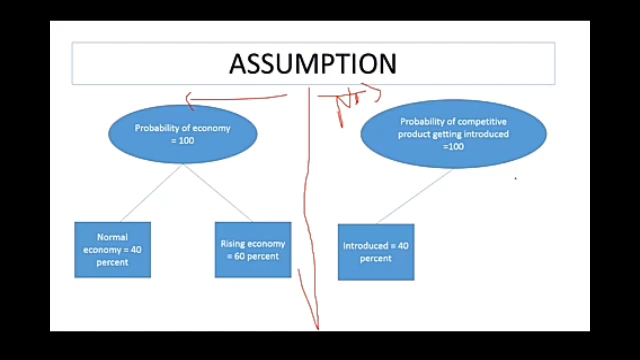 ASSUMPTION
Probability of economy
= 100
Probability of competitive
product getting introduced
=100
Normal
economy = 40
percent
Rising economy
= 60 percent
Introduced = 40
percent